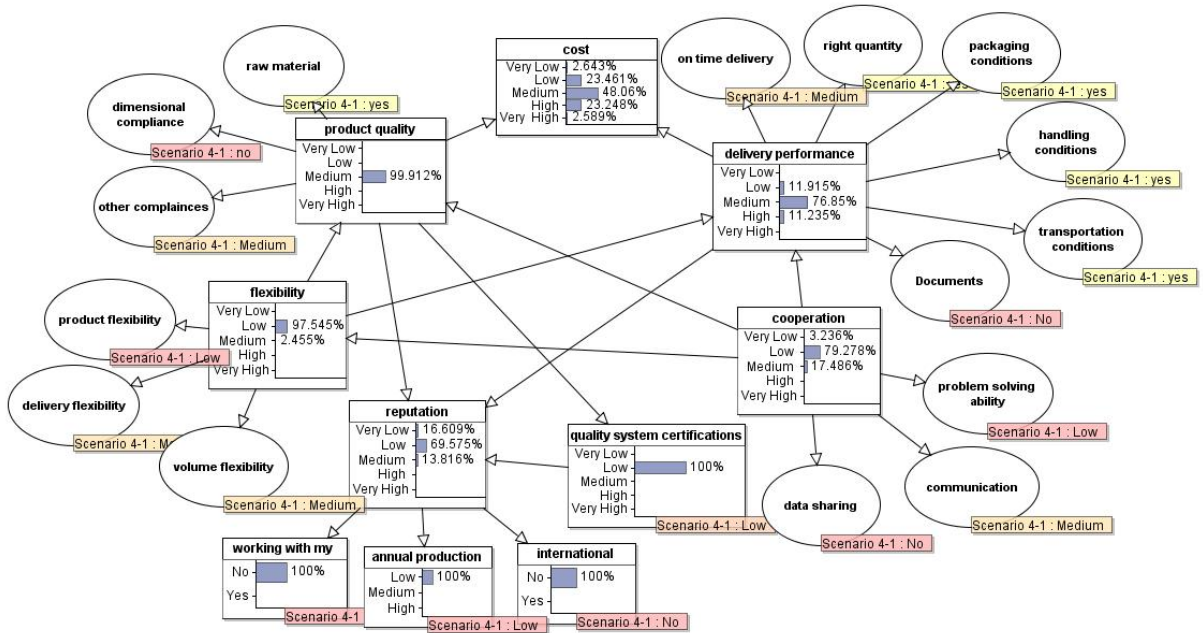 cost
Very Low 2.643%
Low 23.461%
Medium 48.06%
High 23.248%
Very High 2.589%
raw material
Scenario 4-1 : yes
dimensional
compliance
Scenario 4-1 : no
other complainces
Scenario 4-1 : Medium
product quality
Very Low
Low
Medium 99.912%
High
Very High
on time delivery
Scenario 4-1 : Medium
right quantity
Scenario 4-1 : yes
packaging
conditions
Scenario 4-1 : yes
handling
conditions
Scenario 4-1 : yes
transportation
conditions
Scenario 4-1 : yes
Documents
Scenario 4-1 : No
delivery performance
Very Low
Low 11.915%
Medium 76.85%
High 11.235%
Very High
flexibility
Very Low
Low 97.545%
Medium 2.455%
High
Very High
product flexibility
Scenario 4-1 : Low
delivery flexibility
Scenario 4-1 : M
volume flexibility
Scenario 4-1 : Medium
cooperation
Very Low 3.236%
Low 79.278%
Medium 17.486%
High
Very High
problem solving
ability
Scenario 4-1 : Low
communication
Scenario 4-1 : Medium
data sharing
Scenario 4-1 : No
reputation
Very Low 16.609%
Low 69.575%
Medium 13.816%
High
Very High
quality system certifications
Very Low
Low 100%
Medium
High
Very High
Scenario 4-1 : Low
working with my
No 100%
Yes
Scenario 4-1
annual production
Low 100%
Medium
High
Scenario 4-1 : Low
international
No 100%
Yes
Scenario 4-1 : No